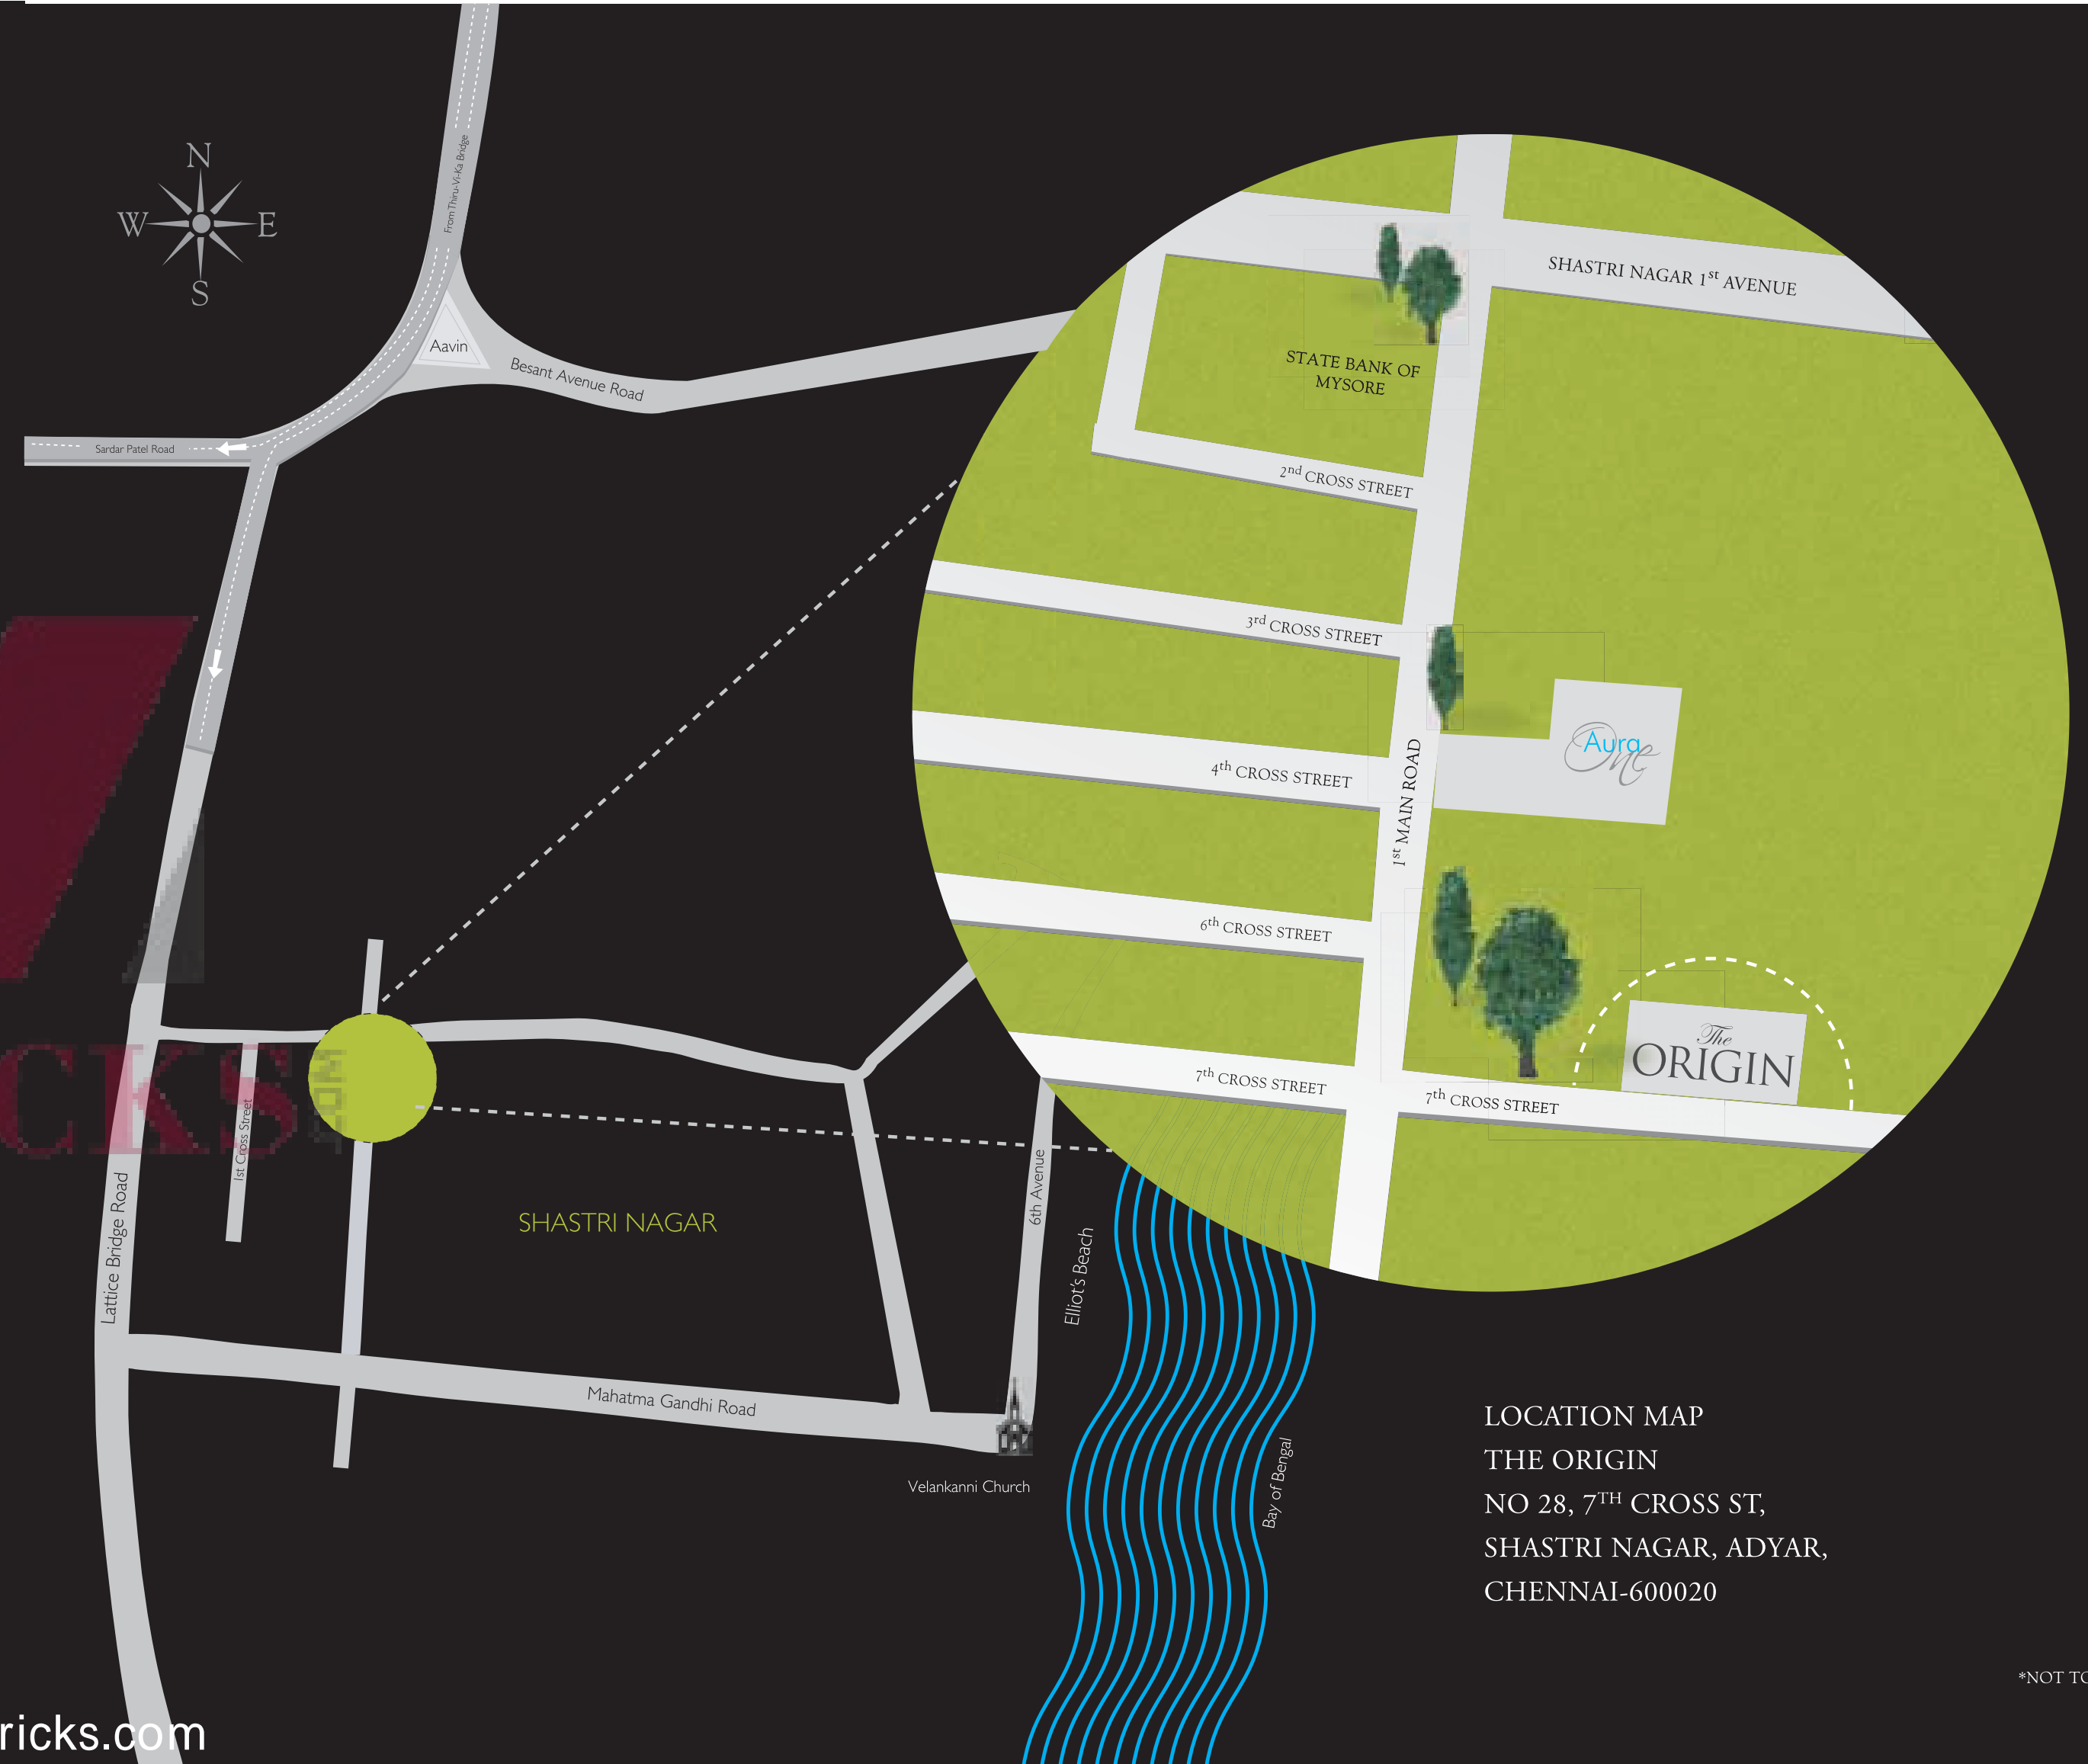 N
W E
S
From Thiru-Vi-Ka Bridge
Aavin
Besant Avenue Road
Sardar Patel Road
SHASTRI NAGAR 1st AVENUE
STATE BANK OF
MYSORE
2nd CROSS STREET
3rd CROSS STREET
Aura
One
4th CROSS STREET
1st MAIN ROAD
6th CROSS STREET
The
ORIGIN
7th CROSS STREET
7th CROSS STREET
CKS
1st Cross Street
Lattice Bridge Road
SHASTRI NAGAR
6th Avenue
Elliot's Beach
Mahatma Gandhi Road
Velankanni Church
Bay of Bengal
LOCATION MAP
THE ORIGIN
NO 28, 7TH CROSS ST,
SHASTRI NAGAR, ADYAR,
CHENNAI-600020
*NOT TO
ricks.com